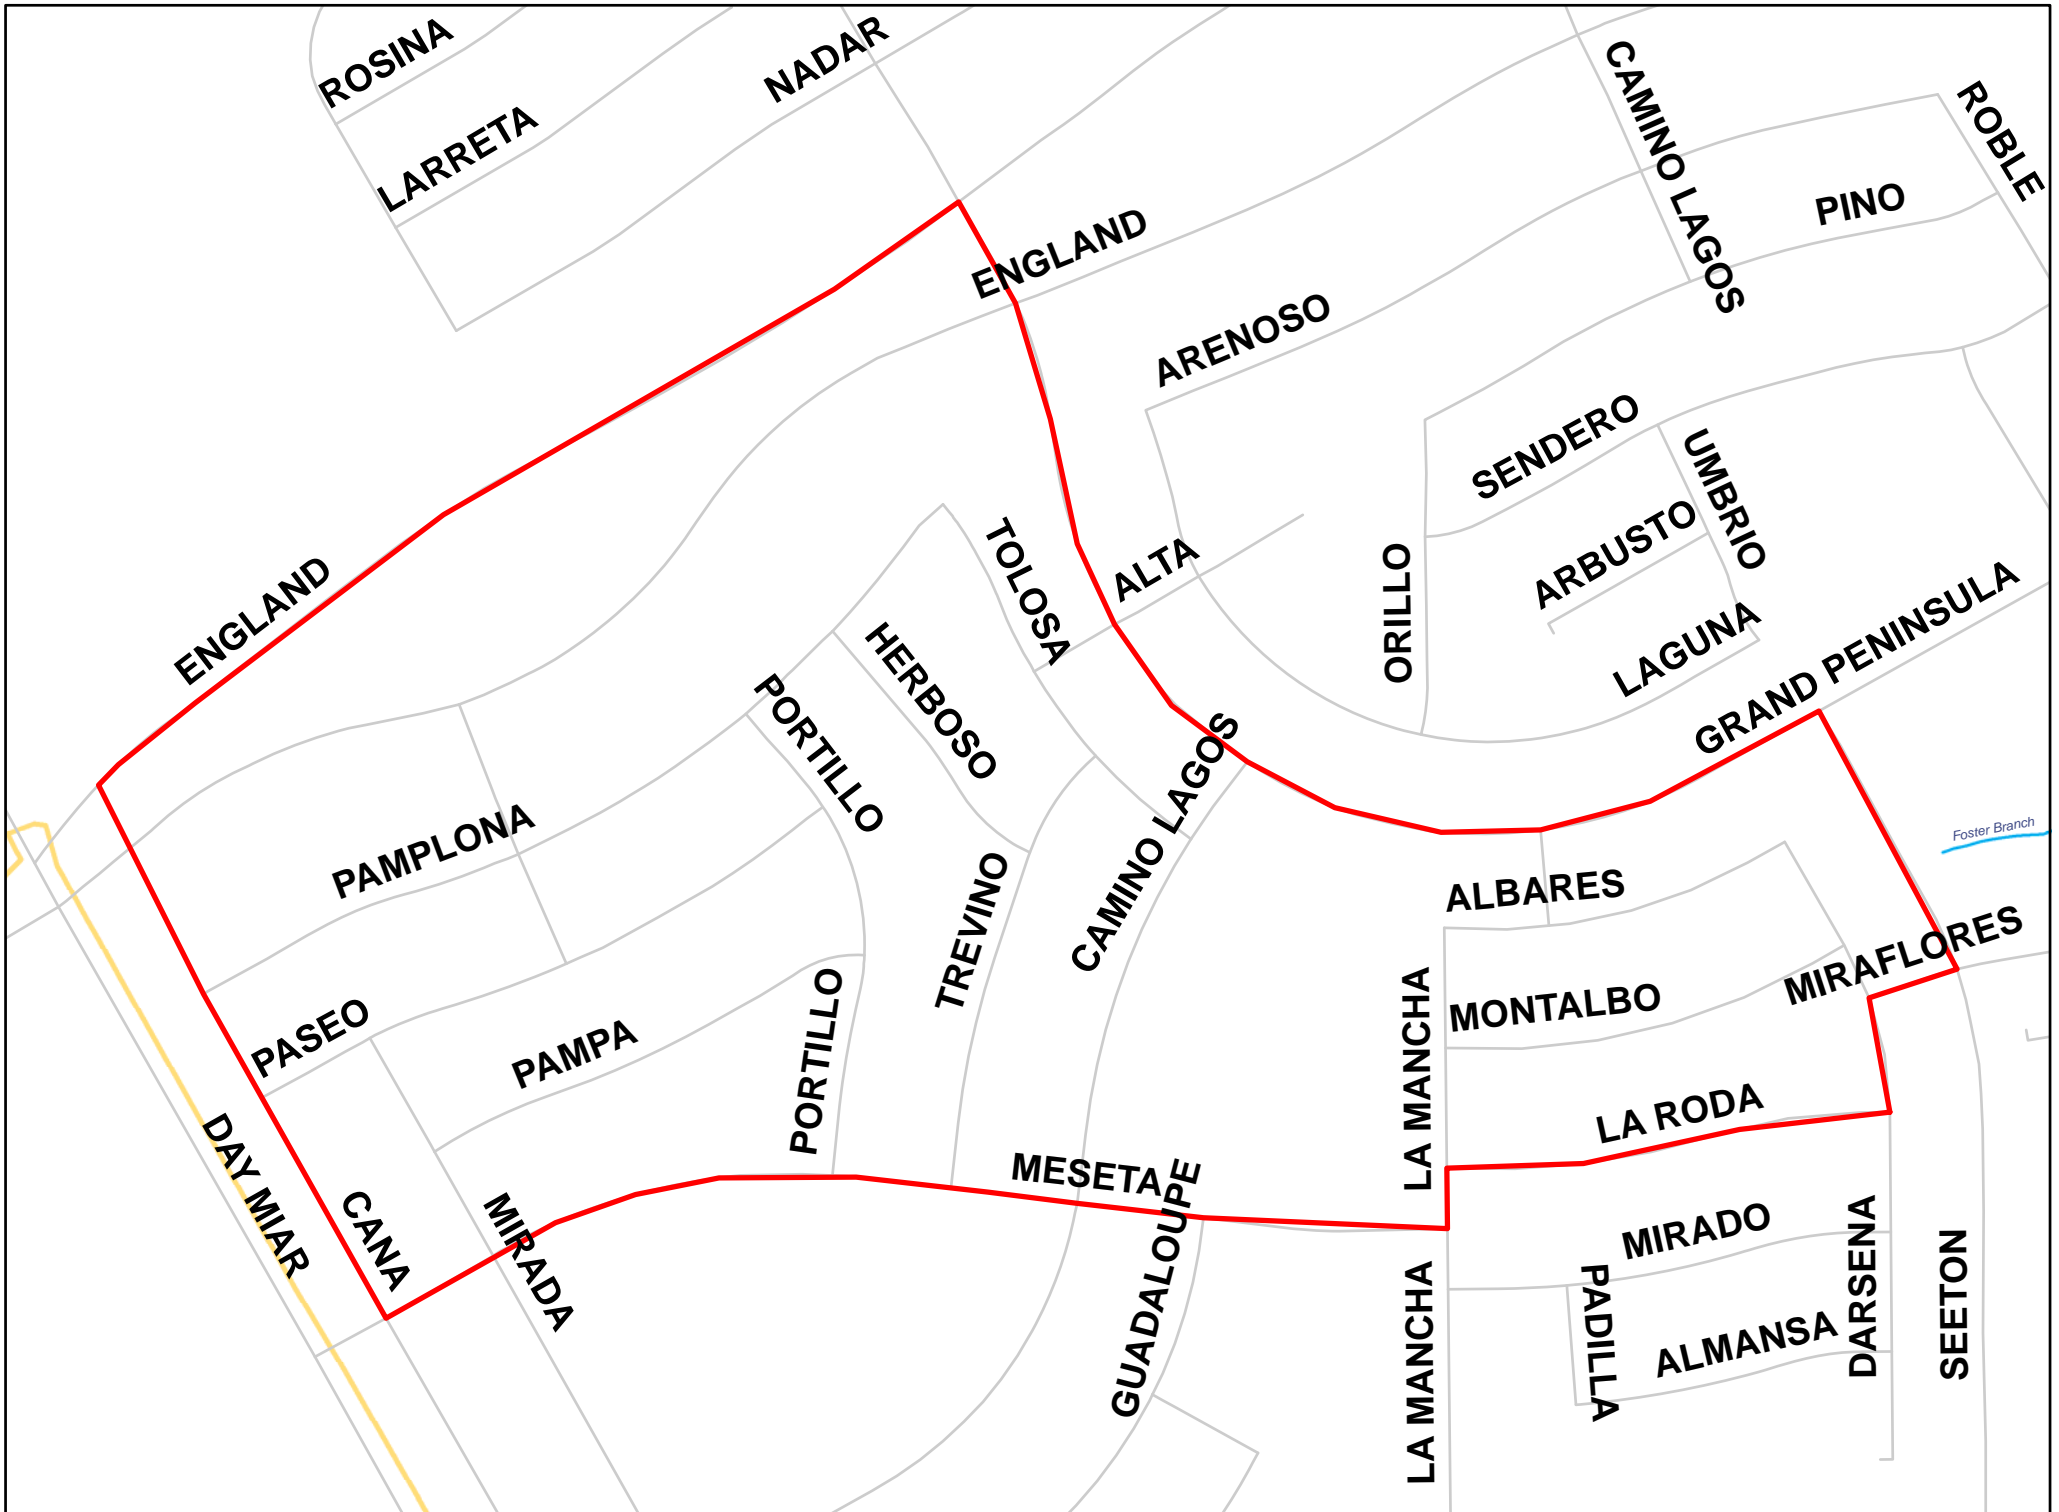 ROSINA
NADAR
LARRETA
CAMINO LAGOS
ROBLE
PINO
ENGLAND
ARENOSO
SENDERO
UMBRIO
ARBUSTO
TOLOSA
ALTA
ORILLO
ENGLAND
LAGUNA
GRAND PENINSULA
HERBOSO
PORTILLO
CAMINO LAGOS
Foster Branch
PAMPLONA
ALBARES
TREVINO
MIRAFLORES
MONTALBO
LA MANCHA
PASEO
PAMPA
PORTILLO
LA RODA
DAY MIAR
MESETA
CANA
MIRADA
GUADALOUPE
MIRADO
DARSENA
SEETON
LA MANCHA
PADILLA
ALMANSA